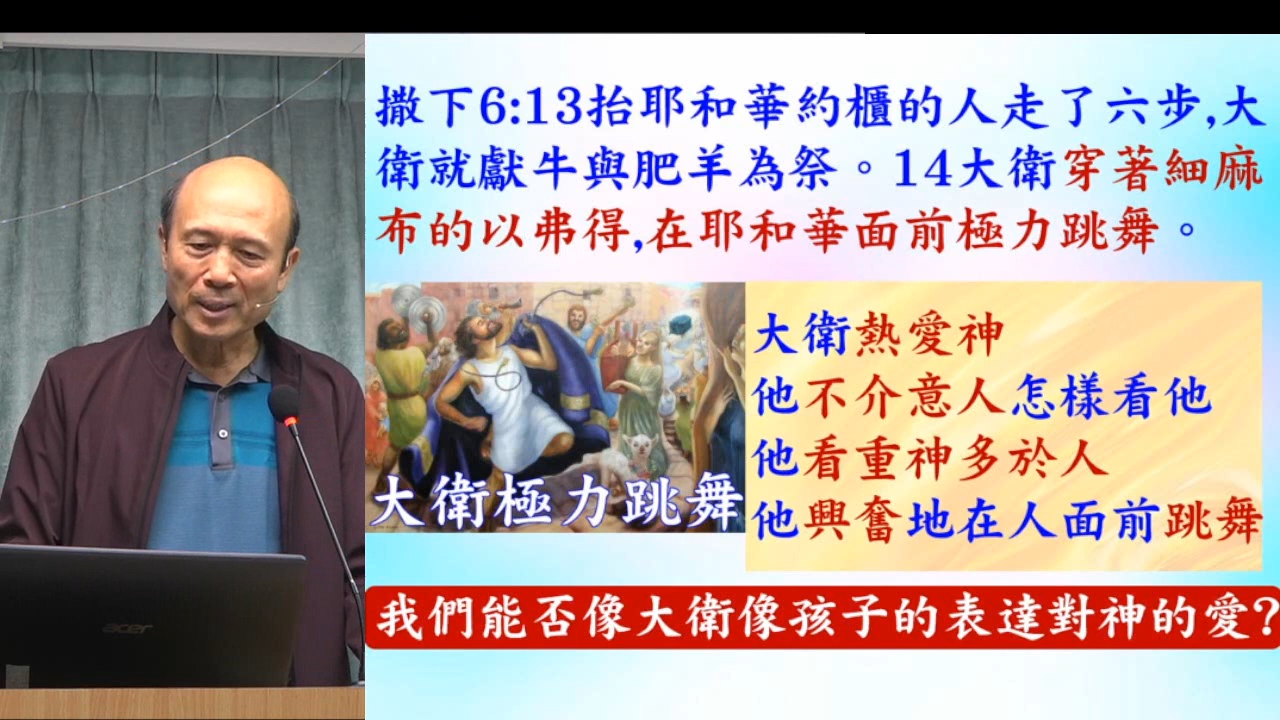 撒下6:13抬耶和華約櫃的人走了六步,大
衛就獻牛與肥羊為祭。14大衛穿著細麻
布的以弗得,在耶和華面前極力跳舞。
大衛極力跳舞
大衛熱愛神
他不介意人怎樣看他
他看重神多於人
他興奮地在人面前跳舞
我們能否像大衛像孩子的表達對神的愛?
acer